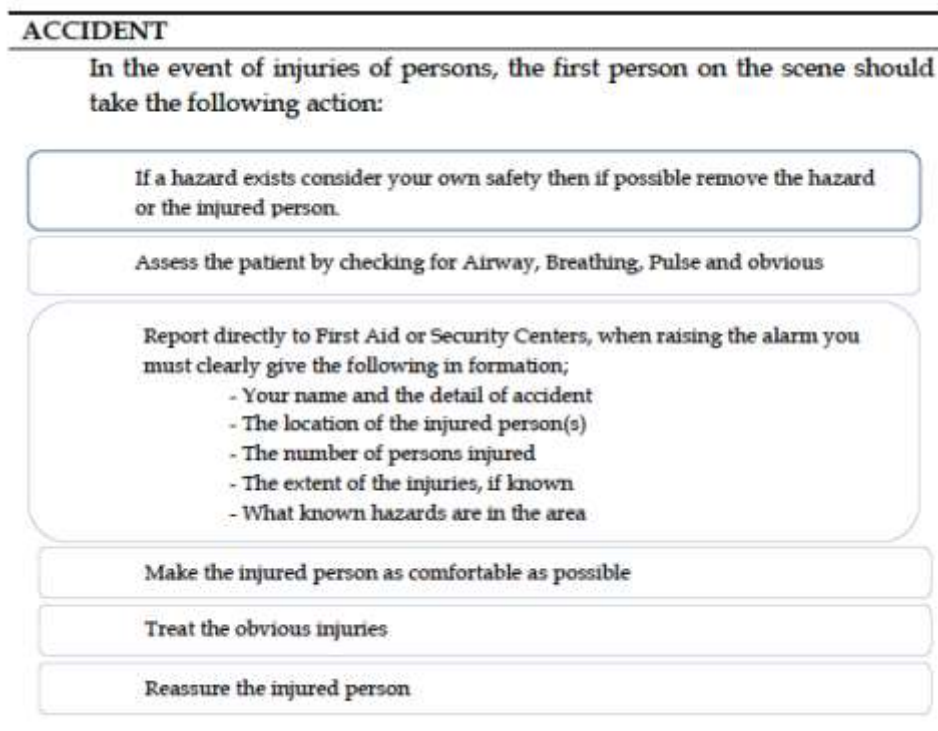 ACCIDENT
In the event of injuries of persons, the first person on the scene should
take the following action:
If a hazard exists consider your own safety then if possible remove the hazard
or the injured person.
Assess the patient by checking for Airway, Breathing, Pulse and obvious
Report directly to First Aid or Security Centers, when raising the alarm you
must clearly give the following in formation;
- Your name and the detail of accident
- The location of the injured person(s)
- The number of persons injured
- The extent of the injuries, if known
- What known hazards are in the area
Make the injured person as comfortable as possible
Treat the obvious injuries
Reassure the injured person